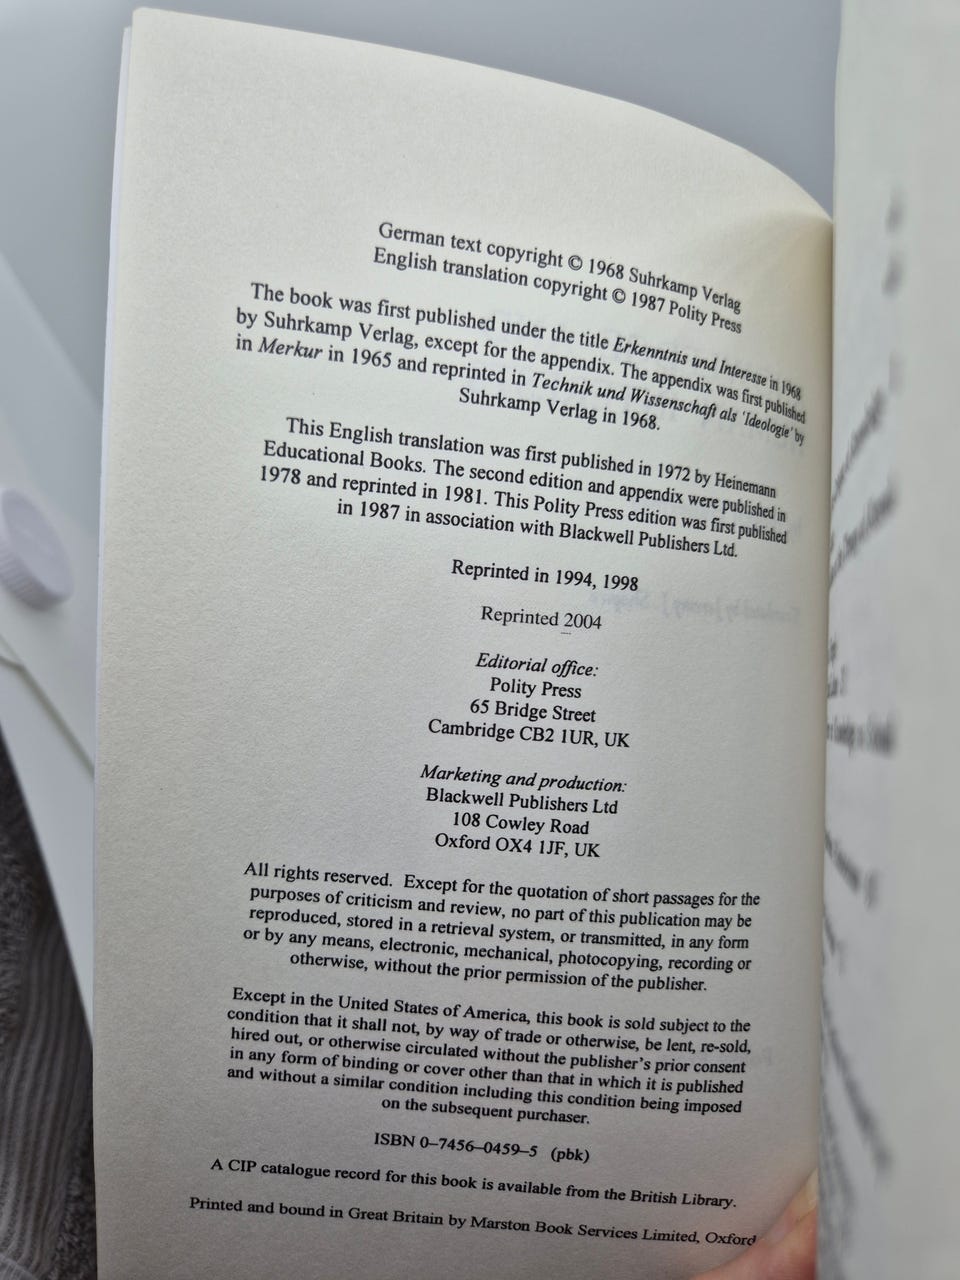 German text copyright © 1968 Suhrkamp Verlag
English translation copyright © 1987 Polity Press
The book was first published under the title Erkenntnis und Interesse in 1968
by Suhrkamp Verlag, except for the appendix. The appendix was first published
in Merkur in 1965 and reprinted in Technik und Wissenschaft als 'Ideologie' by
Suhrkamp Verlag in 1968.
This English translation was first published in 1972 by Heinemann
Educational Books. The second edition and appendix were published in
1978 and reprinted in 1981. This Polity Press edition was first published
in 1987 in association with Blackwell Publishers Ltd.
Reprinted in 1994, 1998
Reprinted 2004
Editorial office:
Polity Press
65 Bridge Street
Cambridge CB2 1UR, UK
Marketing and production:
Blackwell Publishers Ltd
108 Cowley Road
Oxford OX4 1JF, UK
All rights reserved. Except for the quotation of short passages for the
purposes of criticism and review, no part of this publication may be
reproduced, stored in a retrieval system, or transmitted, in any form
or by any means, electronic, mechanical, photocopying, recording or
otherwise, without the prior permission of the publisher.
Except in the United States of America, this book is sold subject to the
condition that it shall not, by way of trade or otherwise, be lent, re-sold,
hired out, or otherwise circulated without the publisher's prior consent
in any form of binding or cover other than that in which it is published
and without a similar condition including this condition being imposed
on the subsequent purchaser.
ISBN 0–7456–0459–5 (pbk)
A CIP catalogue record for this book is available from the British Library.
Printed and bound in Great Britain by Marston Book Services Limited, Oxford